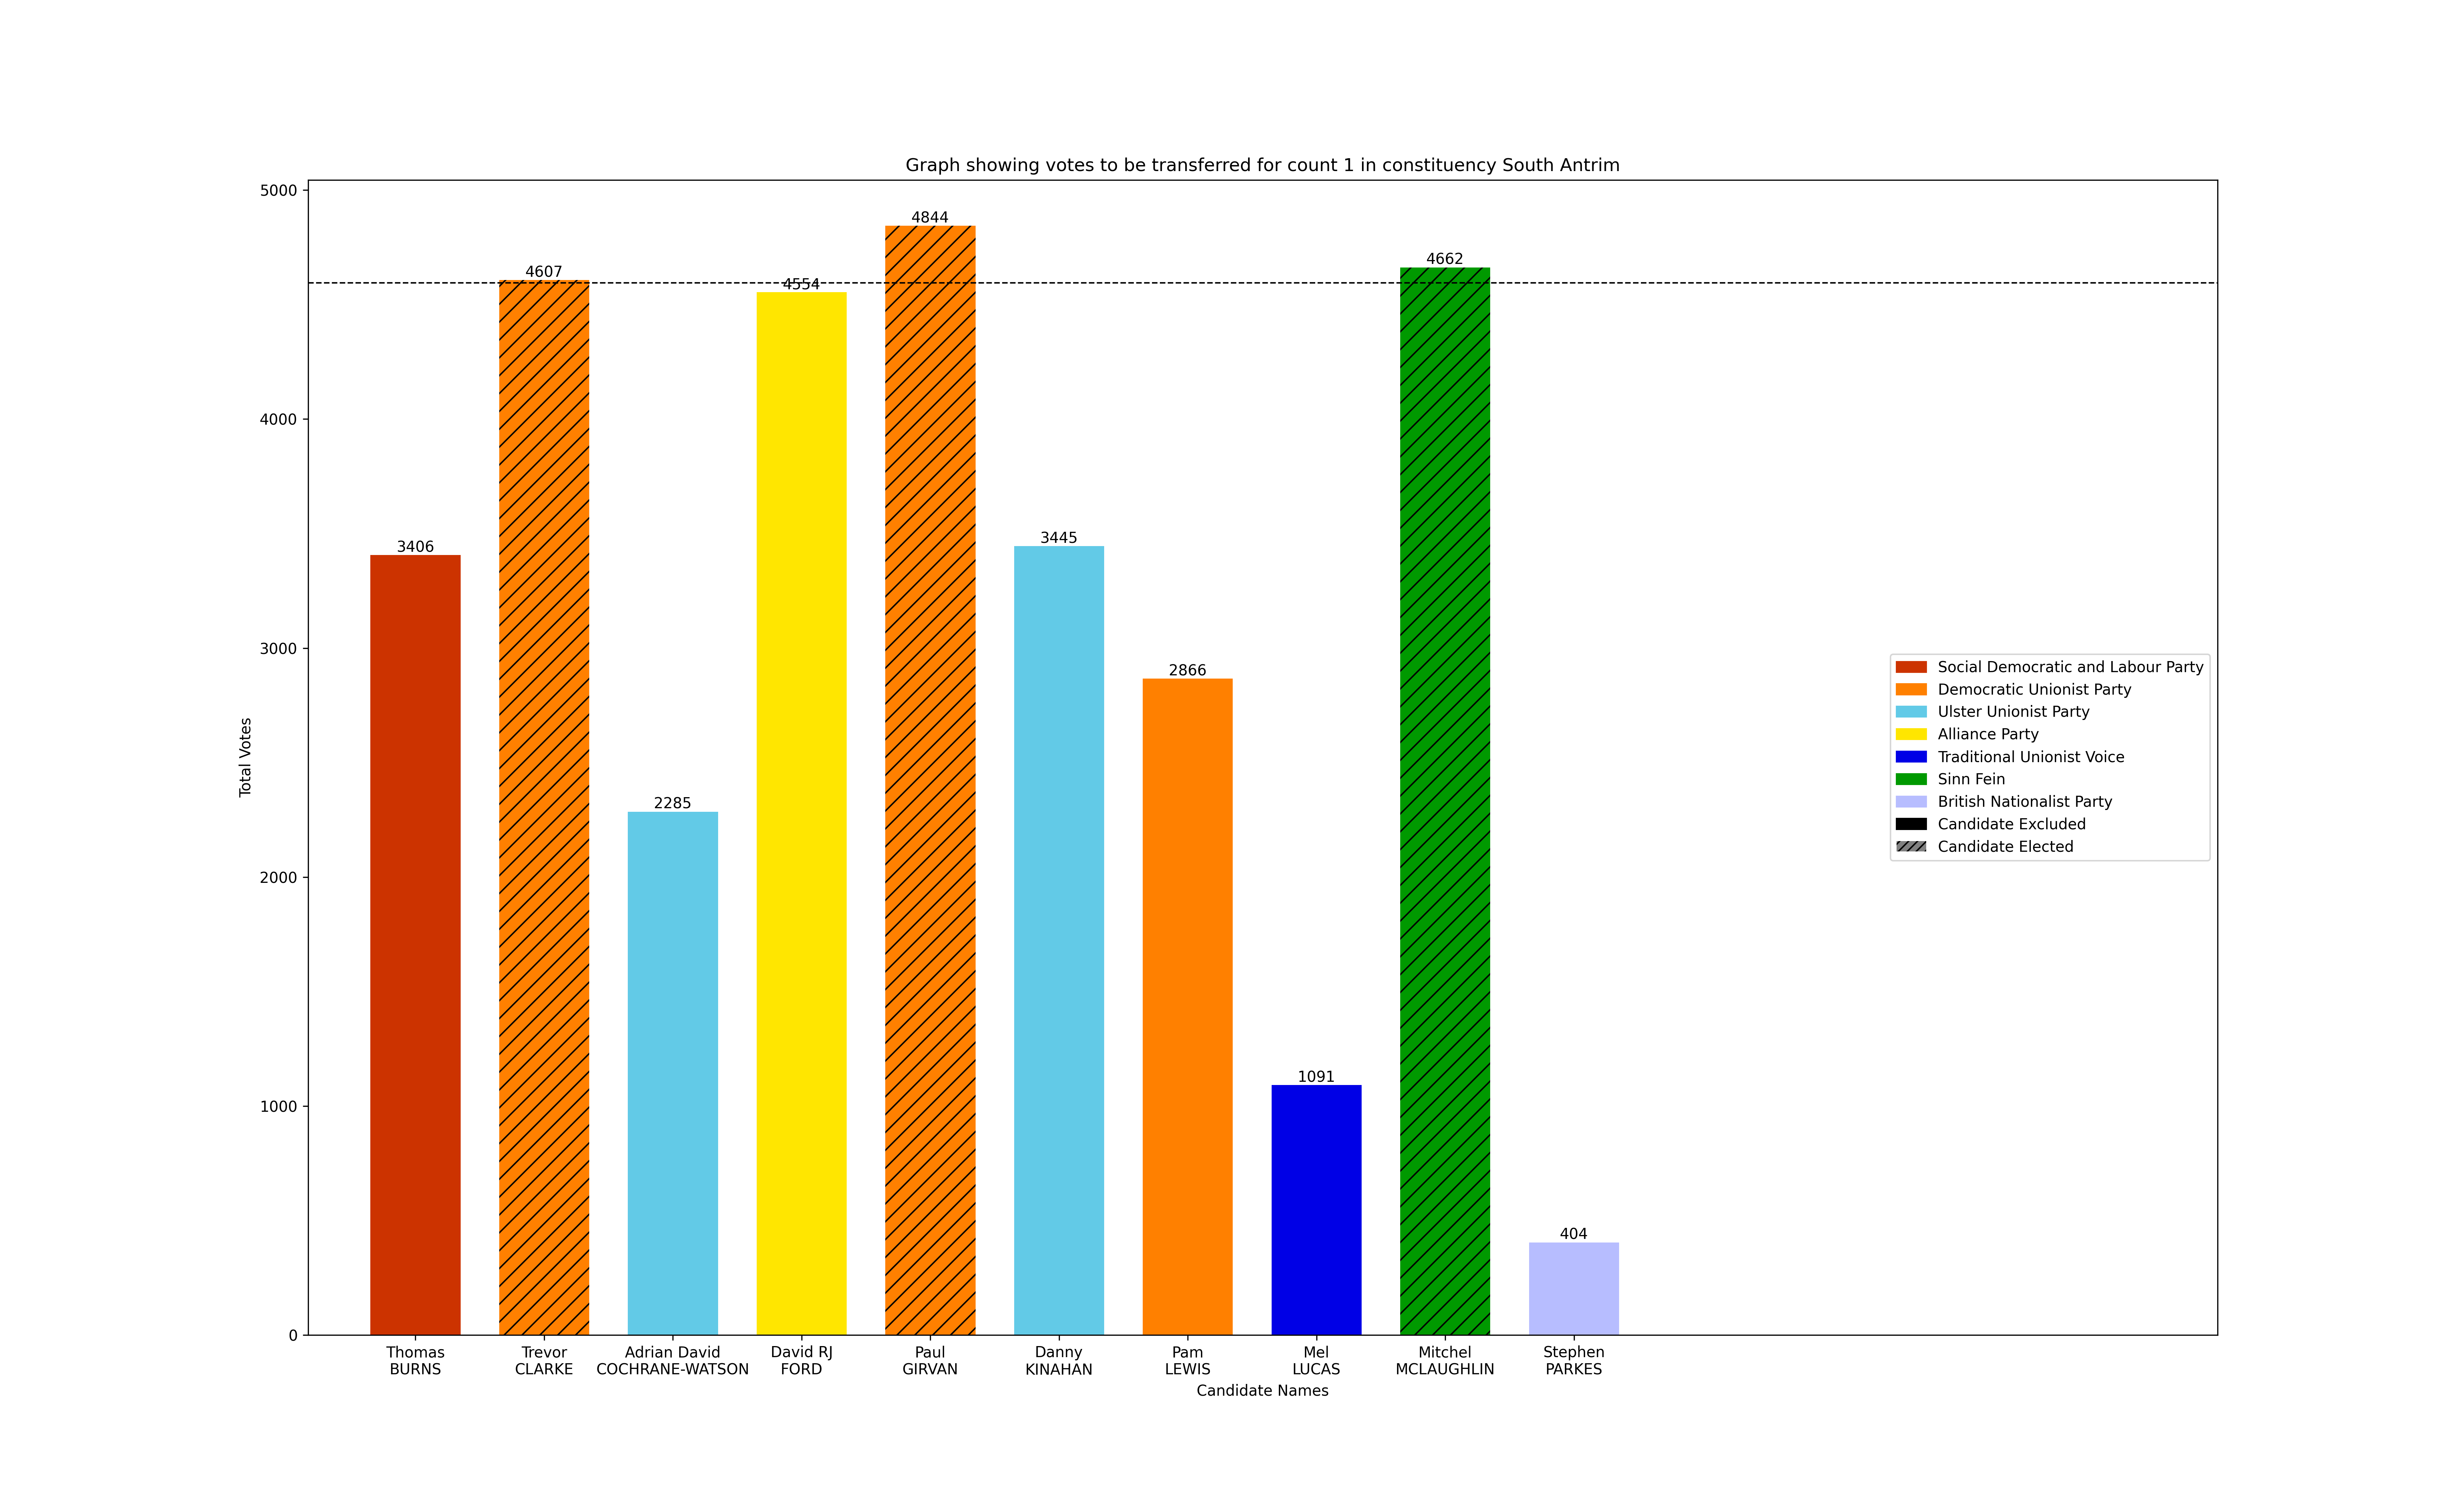 Graph showing votes to be transferred for count 1 in constituency South Antrim
5000
4000
3000
2000
1000
0
Total Votes
3406
4607
2285
4554
4844
3445
2866
1091
4662
404
Thomas
BURNS
Trevor
CLARKE
Adrian David
COCHRANE-WATSON
David RJ
FORD
Paul
GIRVAN
Danny
KINAHAN
Pam
LEWIS
Mel
LUCAS
Mitchel
MCLAUGHLIN
Stephen
PARKES
Candidate Names
Social Democratic and Labour Party
Democratic Unionist Party
Ulster Unionist Party
Alliance Party
Traditional Unionist Voice
Sinn Fein
British Nationalist Party
Candidate Excluded
Candidate Elected